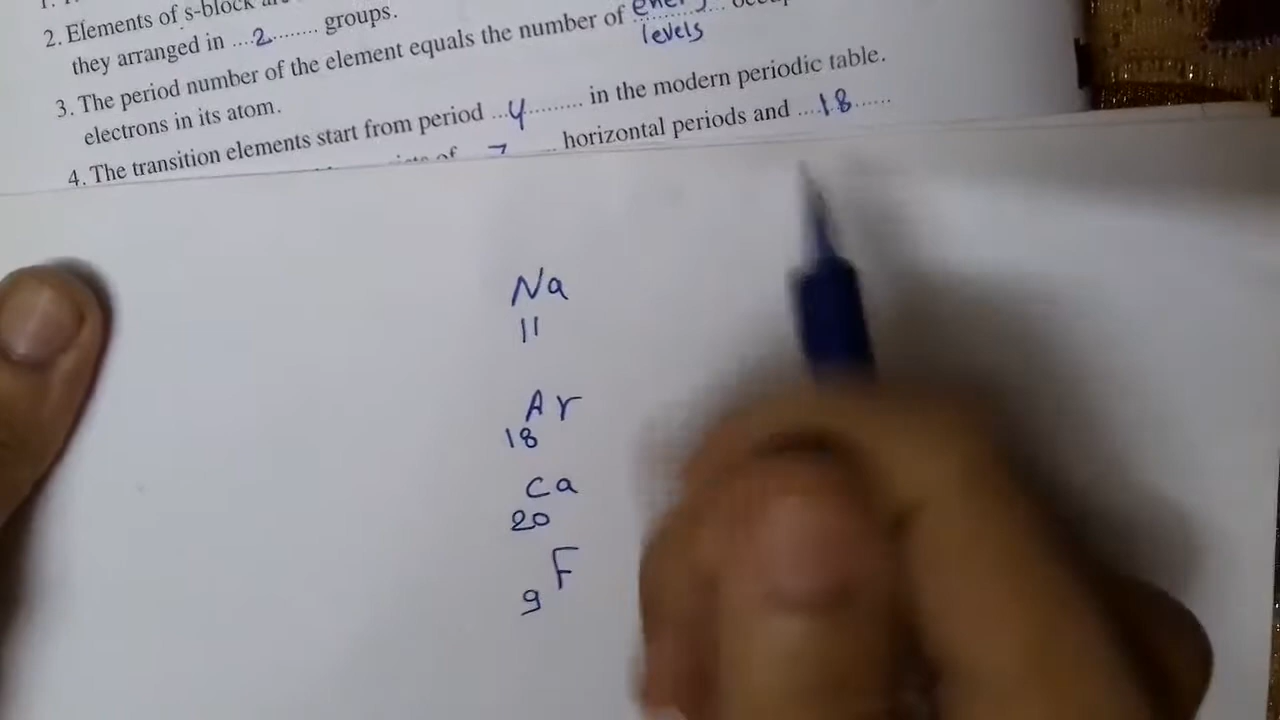 2. Elements of s-block
they arranged in ....2........ groups.
3. The period number of the element equals the number of
levels
electrons in its atom.
4. The transition elements start from period ...4.......... in the modern periodic table.
7 horizontal periods and ....18......
Na
11
Ar
18
Ca
20
F
9